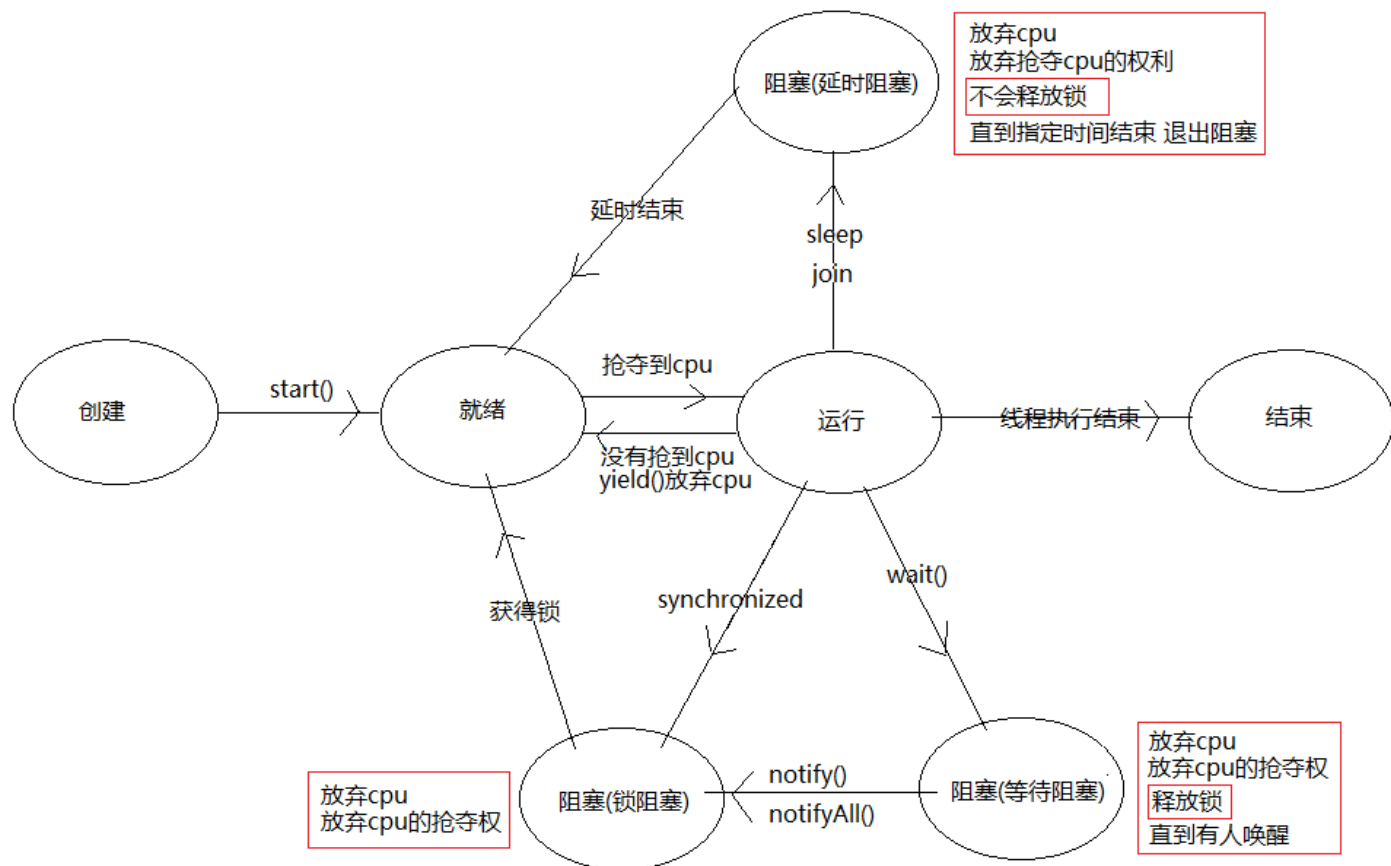 放弃cpu
放弃抢夺cpu的权利
不会释放锁
直到指定时间结束 退出阻塞
阻塞(延时阻塞)
延时结束
sleep
join
创建
start()
就绪
抢夺到cpu
没有抢到cpu
yield()放弃cpu
运行
线程执行结束
结束
获得锁
synchronized
wait()
放弃cpu
放弃cpu的抢夺权
阻塞(锁阻塞)
notify()
notifyAll()
阻塞(等待阻塞)
放弃cpu
放弃cpu的抢夺权
释放锁
直到有人唤醒